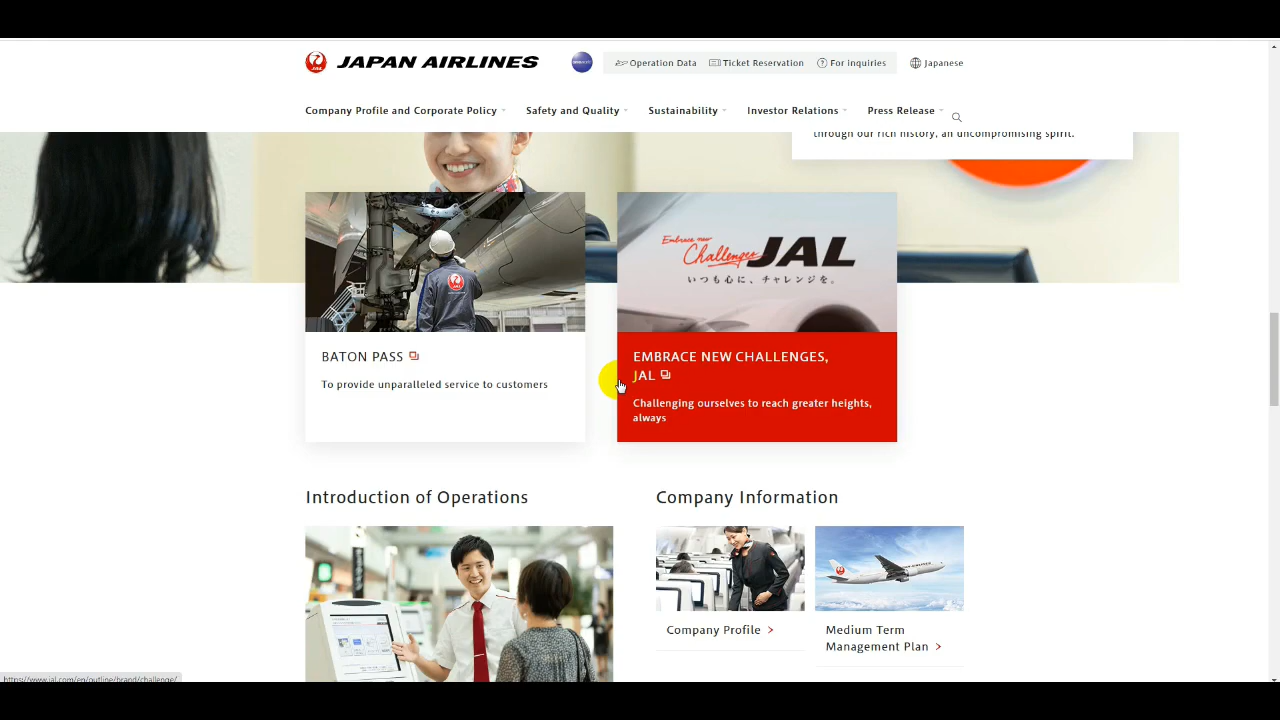 JAL
JAPAN AIRLINES
Operation Data
Ticket Reservation
For inquiries
Japanese
Company Profile and Corporate Policy
Safety and Quality
Sustainability
Investor Relations
Press Release
through our rich history, an uncompromising spirit.
Embrace new
Challenges
JAL
いつも心に、チャレンジを。
BATON PASS
To provide unparalleled service to customers
EMBRACE NEW CHALLENGES,
JAL
Challenging ourselves to reach greater heights,
always
Introduction of Operations
Company Information
Company Profile
Medium Term
Management Plan
https://www.jal.com/en/outline/brand/challenge/